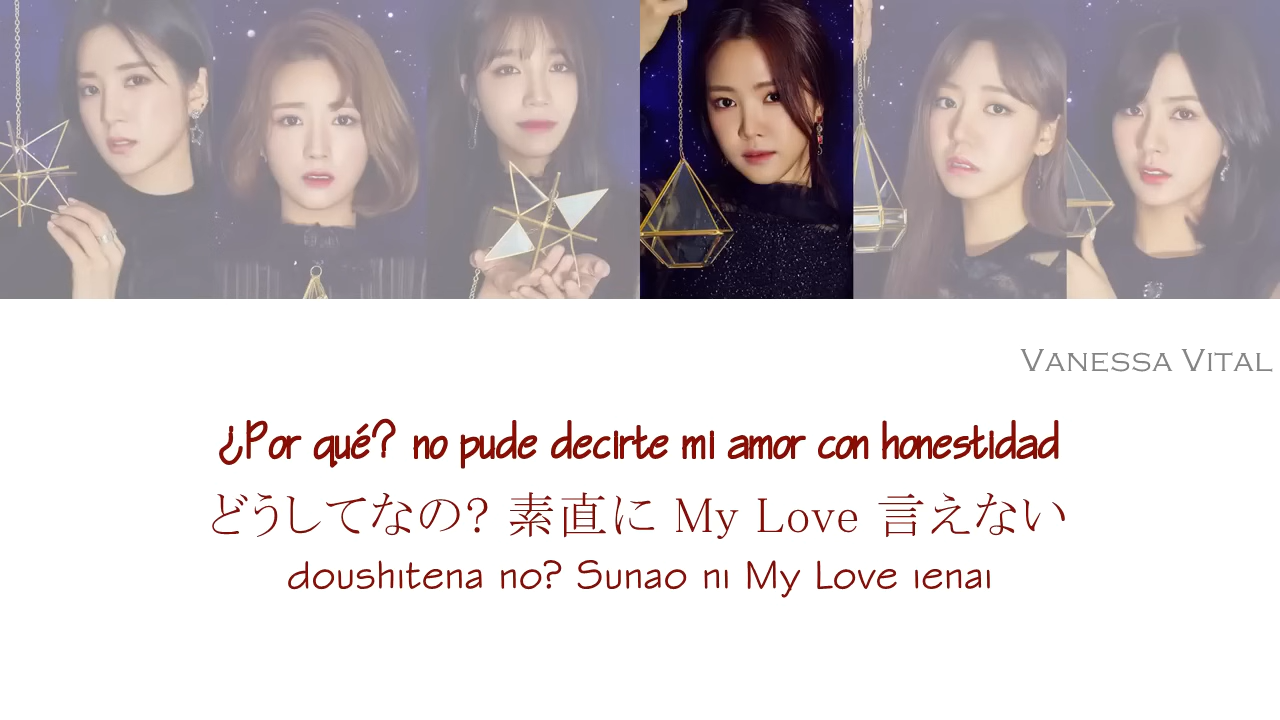 Vanessa Vital
¿Por qué? no pude decirte mi amor con honestidad
どうしてなの? 素直に My Love 言えない
doushitena no? Sunao ni My Love ienai